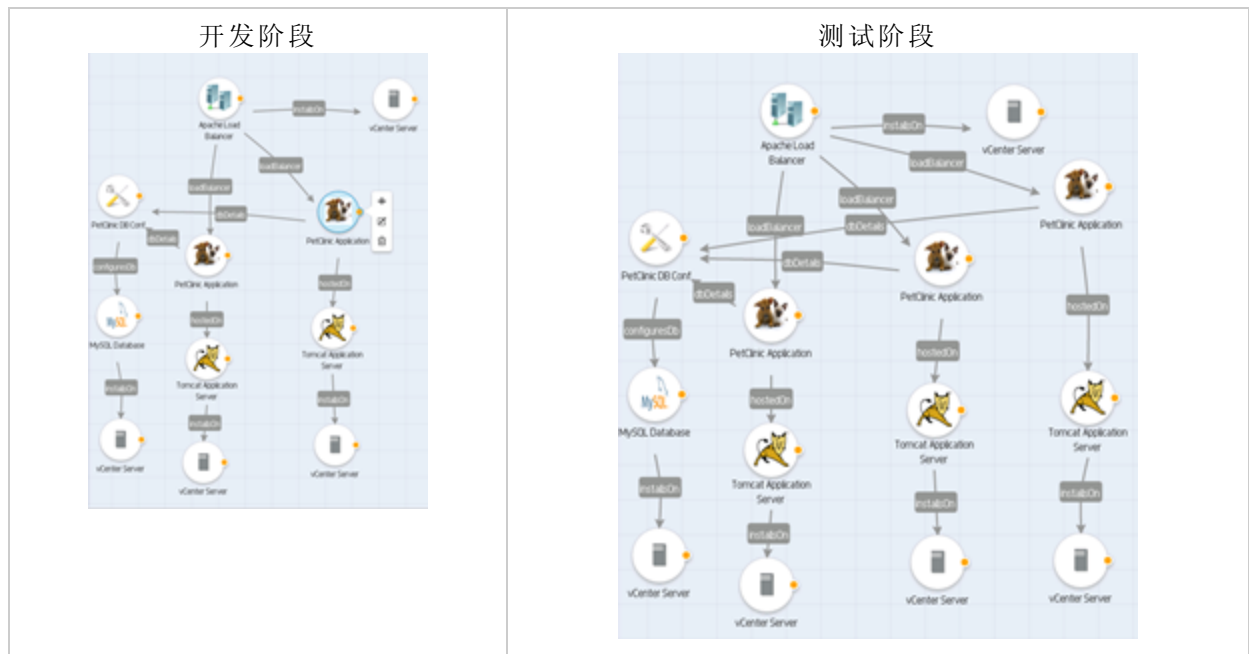 开发阶段
Apache Load
Balancer
installsOn
vCenter Server
loadBalancer
loadBalancer
PetClinic DB Conf
dbDetails
PetClinic Application
dbDetails
configuresDb
PetClinic Application
hostedOn
MySQL
MySQL Database
hostedOn
Tomcat Application
Server
Tomcat Application
Server
installsOn
installsOn
installsOn
vCenter Server
vCenter Server
vCenter Server
测试阶段
Apache Load
Balancer
installsOn
vCenter Server
loadBalancer
loadBalancer
PetClinic Application
loadBalancer
dbDetails
PetClinic DB Conf
dbDetails
dbDetails
PetClinic Application
hostedOn
configuresDb
PetClinic Application
hostedOn
MySQL
MySQL Database
hostedOn
Tomcat Application
Server
Tomcat Application
Server
Tomcat Application
Server
installsOn
installsOn
installsOn
installsOn
vCenter Server
vCenter Server
vCenter Server
vCenter Server